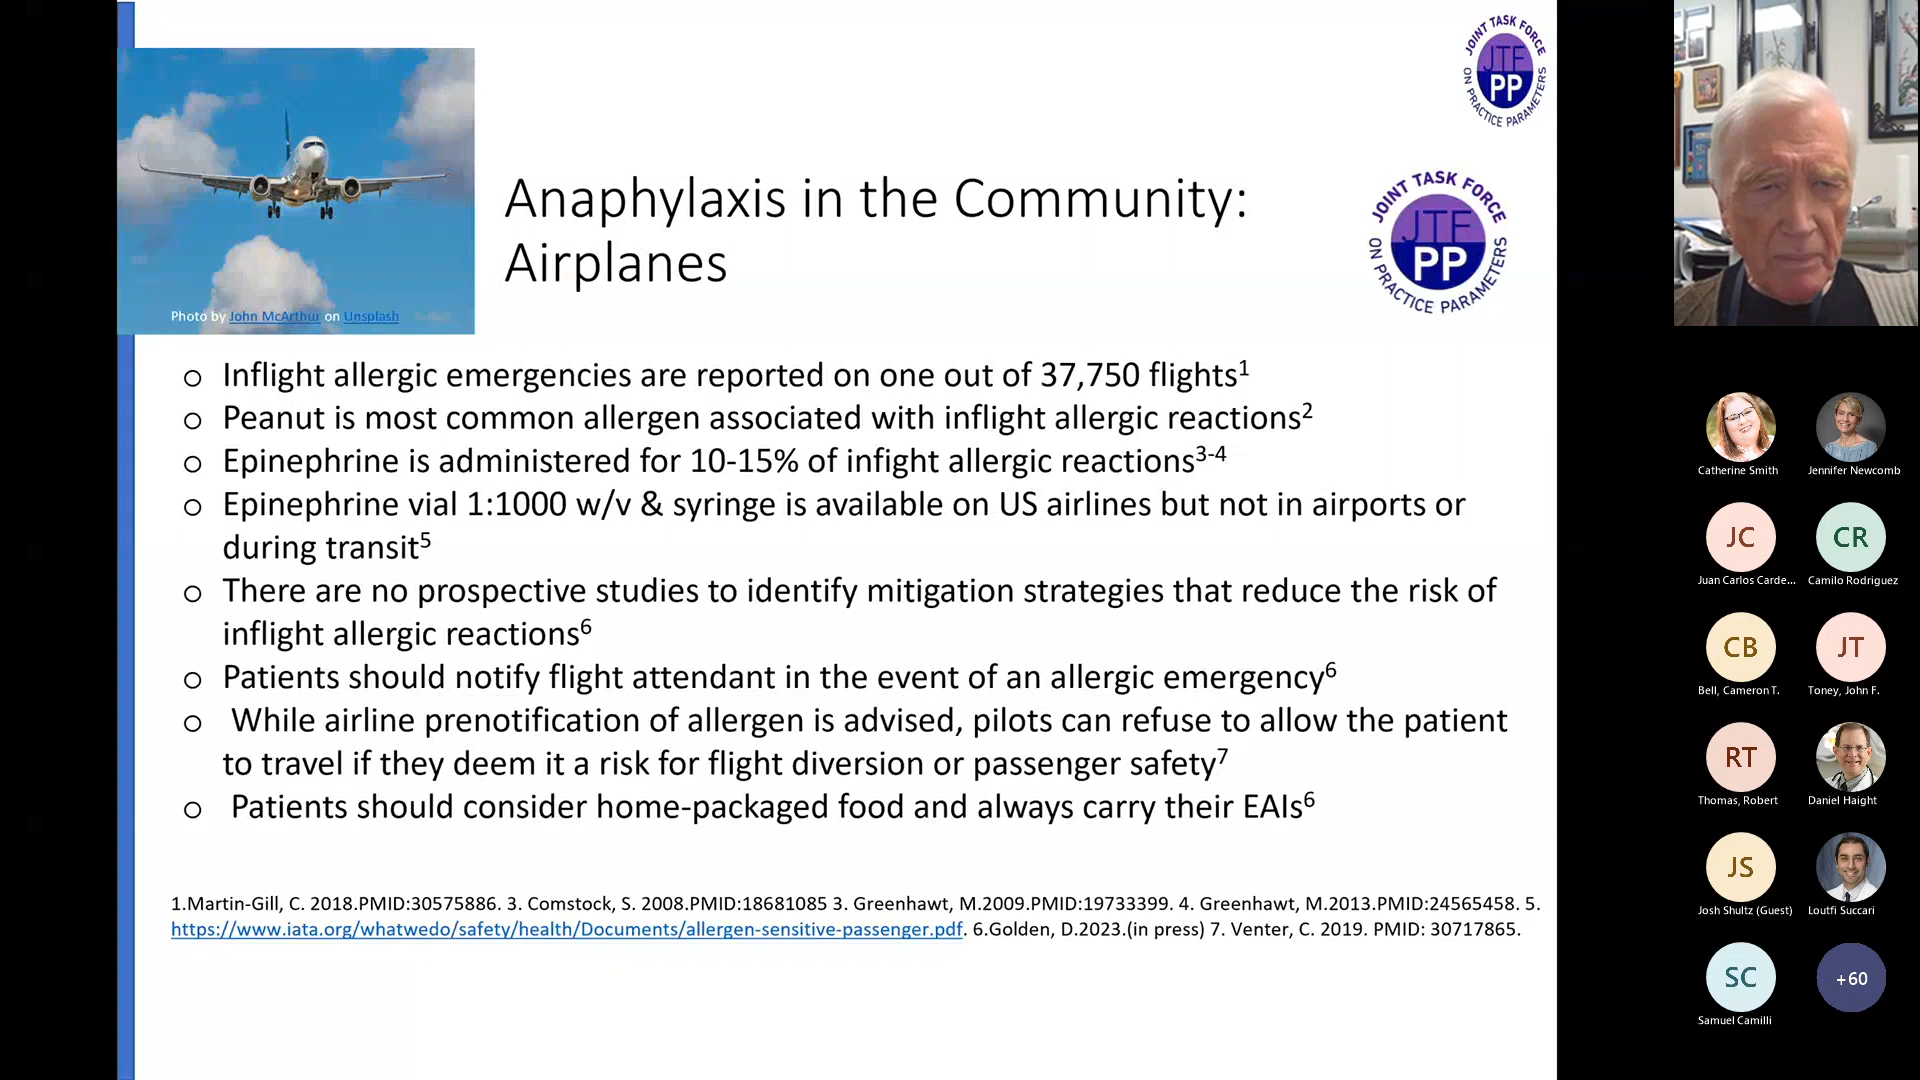 JOINT TASK FORCE
JTF
PP
ON PRACTICE PARAMETERS
Anaphylaxis in the Community:
Airplanes
JOINT TASK FORCE
JTF
PP
ON PRACTICE PARAMETERS
Photo by John McArthur on Unsplash
o Inflight allergic emergencies are reported on one out of 37,750 flights1
o Peanut is most common allergen associated with inflight allergic reactions2
o Epinephrine is administered for 10-15% of infight allergic reactions3-4
o Epinephrine vial 1:1000 w/v & syringe is available on US airlines but not in airports or
during transit5
o There are no prospective studies to identify mitigation strategies that reduce the risk of
inflight allergic reactions6
o Patients should notify flight attendant in the event of an allergic emergency6
o While airline prenotification of allergen is advised, pilots can refuse to allow the patient
to travel if they deem it a risk for flight diversion or passenger safety7
o Patients should consider home-packaged food and always carry their EAIs6
1.Martin-Gill, C. 2018.PMID:30575886. 3. Comstock, S. 2008.PMID:18681085 3. Greenhawt, M.2009.PMID:19733399. 4. Greenhawt, M.2013.PMID:24565458. 5.
https://www.iata.org/whatwedo/safety/health/Documents/allergen-sensitive-passenger.pdf. 6.Golden, D.2023.(in press) 7. Venter, C. 2019. PMID: 30717865.
Catherine Smith
Jennifer Newcomb
JC
Juan Carlos Carde...
CR
Camilo Rodriguez
CB
Bell, Cameron T.
JT
Toney, John F.
RT
Thomas, Robert
Daniel Haight
JS
Josh Shultz (Guest)
Loutfi Succari
SC
Samuel Camilli
+60